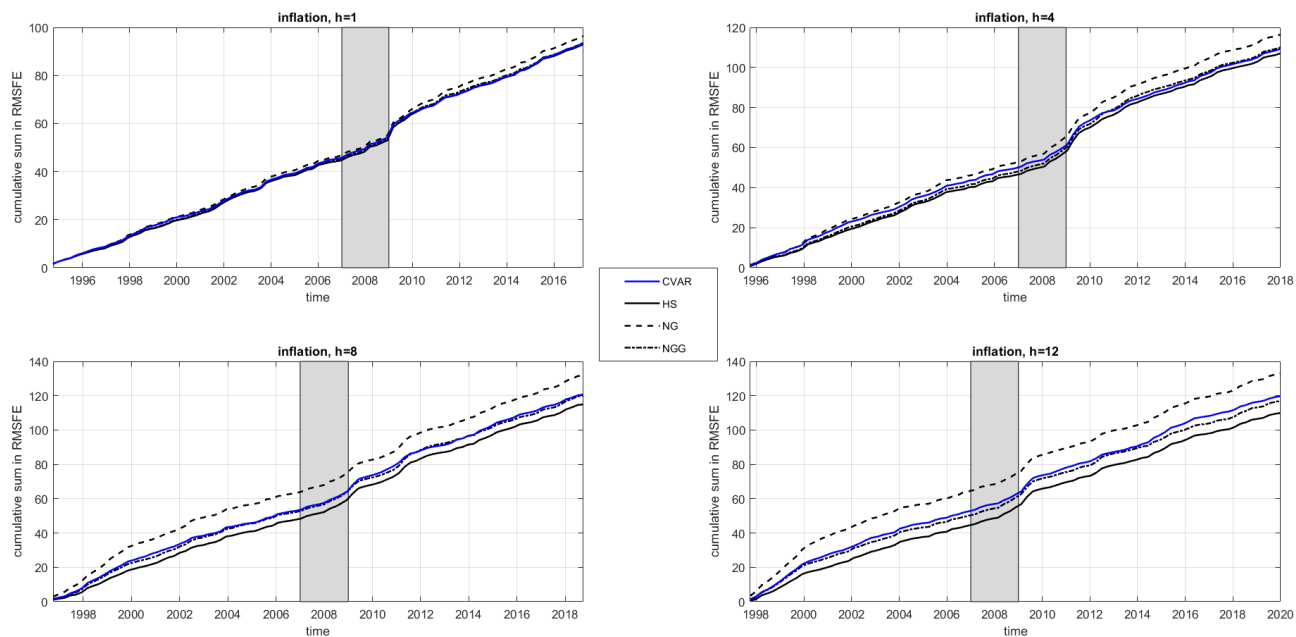 inflation, h=1
cumulative sum in RMSFE
100
80
60
40
20
0
1996 1998 2000 2002 2004 2006 2008 2010 2012 2014 2016
time
inflation, h=4
cumulative sum in RMSFE
120
100
80
60
40
20
0
1996 1998 2000 2002 2004 2006 2008 2010 2012 2014 2016 2018
time
CVAR
HS
NG
NGG
inflation, h=8
cumulative sum in RMSFE
140
120
100
80
60
40
20
0
1998 2000 2002 2004 2006 2008 2010 2012 2014 2016 2018
time
inflation, h=12
cumulative sum in RMSFE
140
120
100
80
60
40
20
0
1998 2000 2002 2004 2006 2008 2010 2012 2014 2016 2018 2020
time